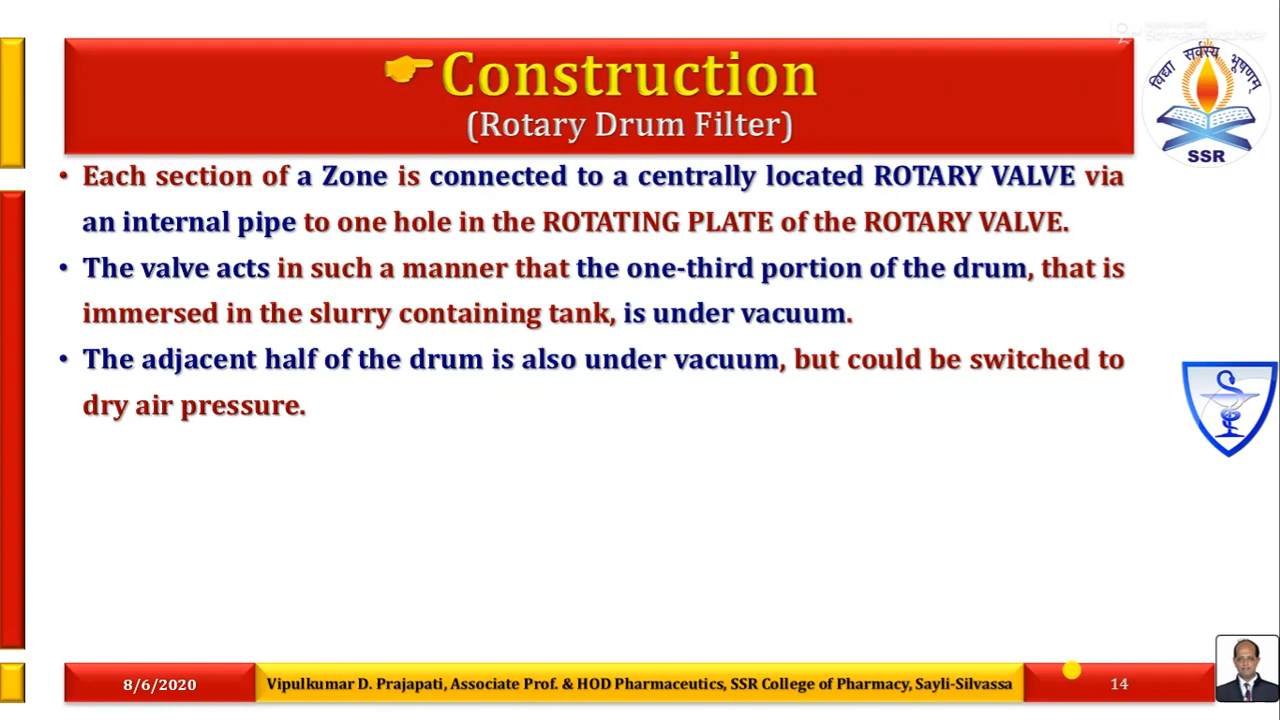 ☛Construction
(Rotary Drum Filter)
विद्या सर्वस्य भूषणम्
SSR
• Each section of a Zone is connected to a centrally located ROTARY VALVE via
an internal pipe to one hole in the ROTATING PLATE of the ROTARY VALVE.
• The valve acts in such a manner that the one-third portion of the drum, that is
immersed in the slurry containing tank, is under vacuum.
• The adjacent half of the drum is also under vacuum, but could be switched to
dry air pressure.
8/6/2020
Vipulkumar D. Prajapati, Associate Prof. & HOD Pharmaceutics, SSR College of Pharmacy, Sayli-Silvassa
14